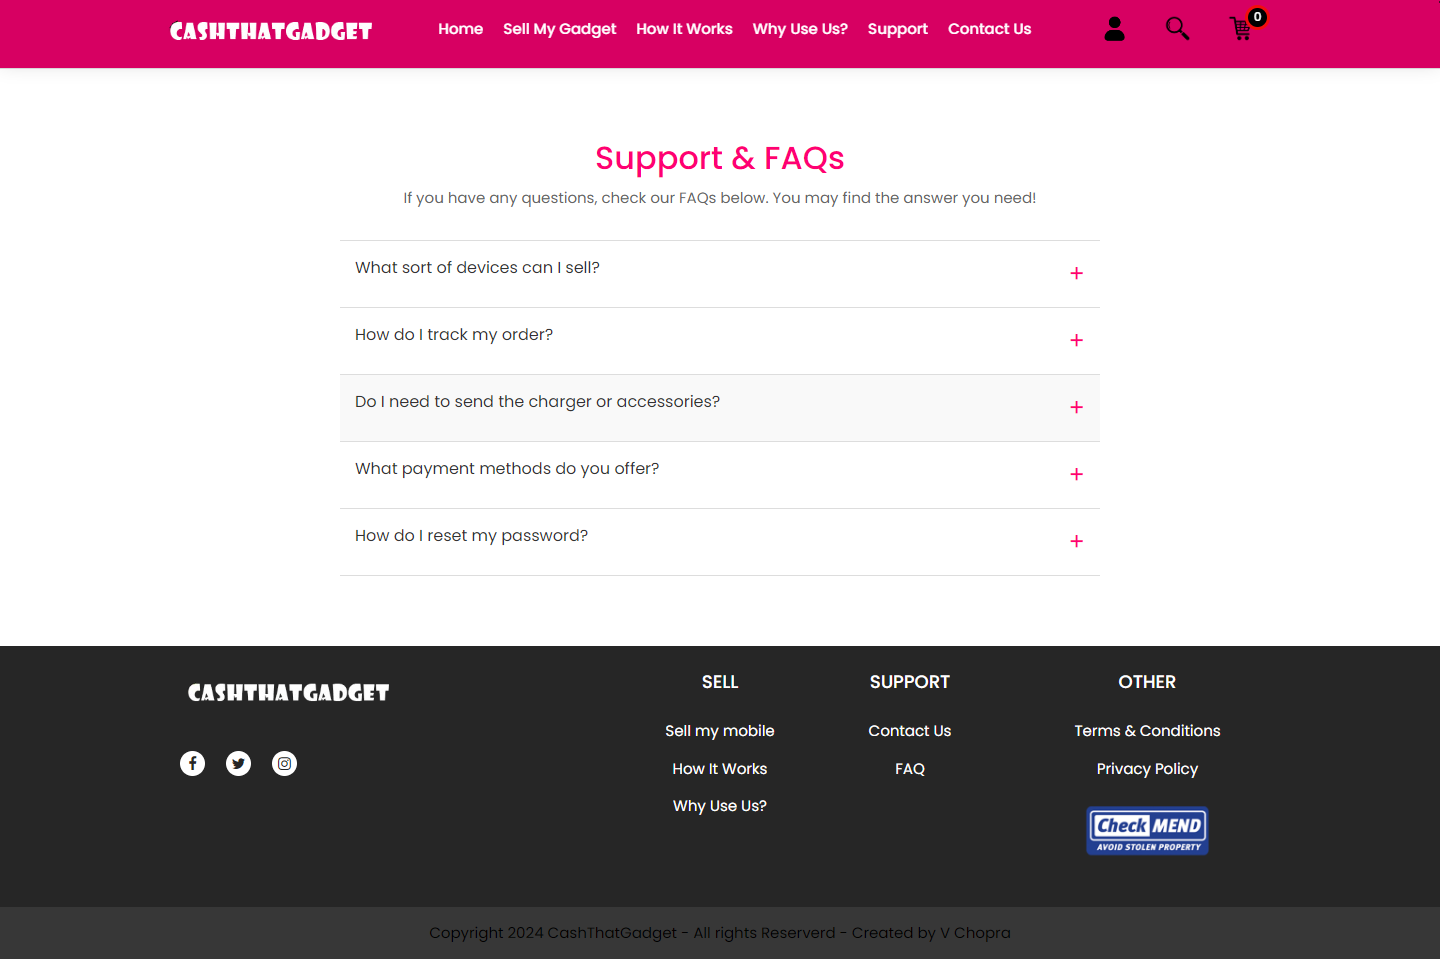 CASHTHATGADGET
Home Sell My Gadget How It Works Why Use Us? Support Contact Us
0
Support & FAQs
If you have any questions, check our FAQs below. You may find the answer you need!
What sort of devices can I sell?
+
How do I track my order?
+
Do I need to send the charger or accessories?
+
What payment methods do you offer?
+
How do I reset my password?
+
CASHTHATGADGET
SELL
Sell my mobile
How It Works
Why Use Us?
SUPPORT
Contact Us
FAQ
OTHER
Terms & Conditions
Privacy Policy
Check MEND
AVOID STOLEN PROPERTY
Copyright 2024 CashThatGadget - All rights Reserverd - Created by V Chopra